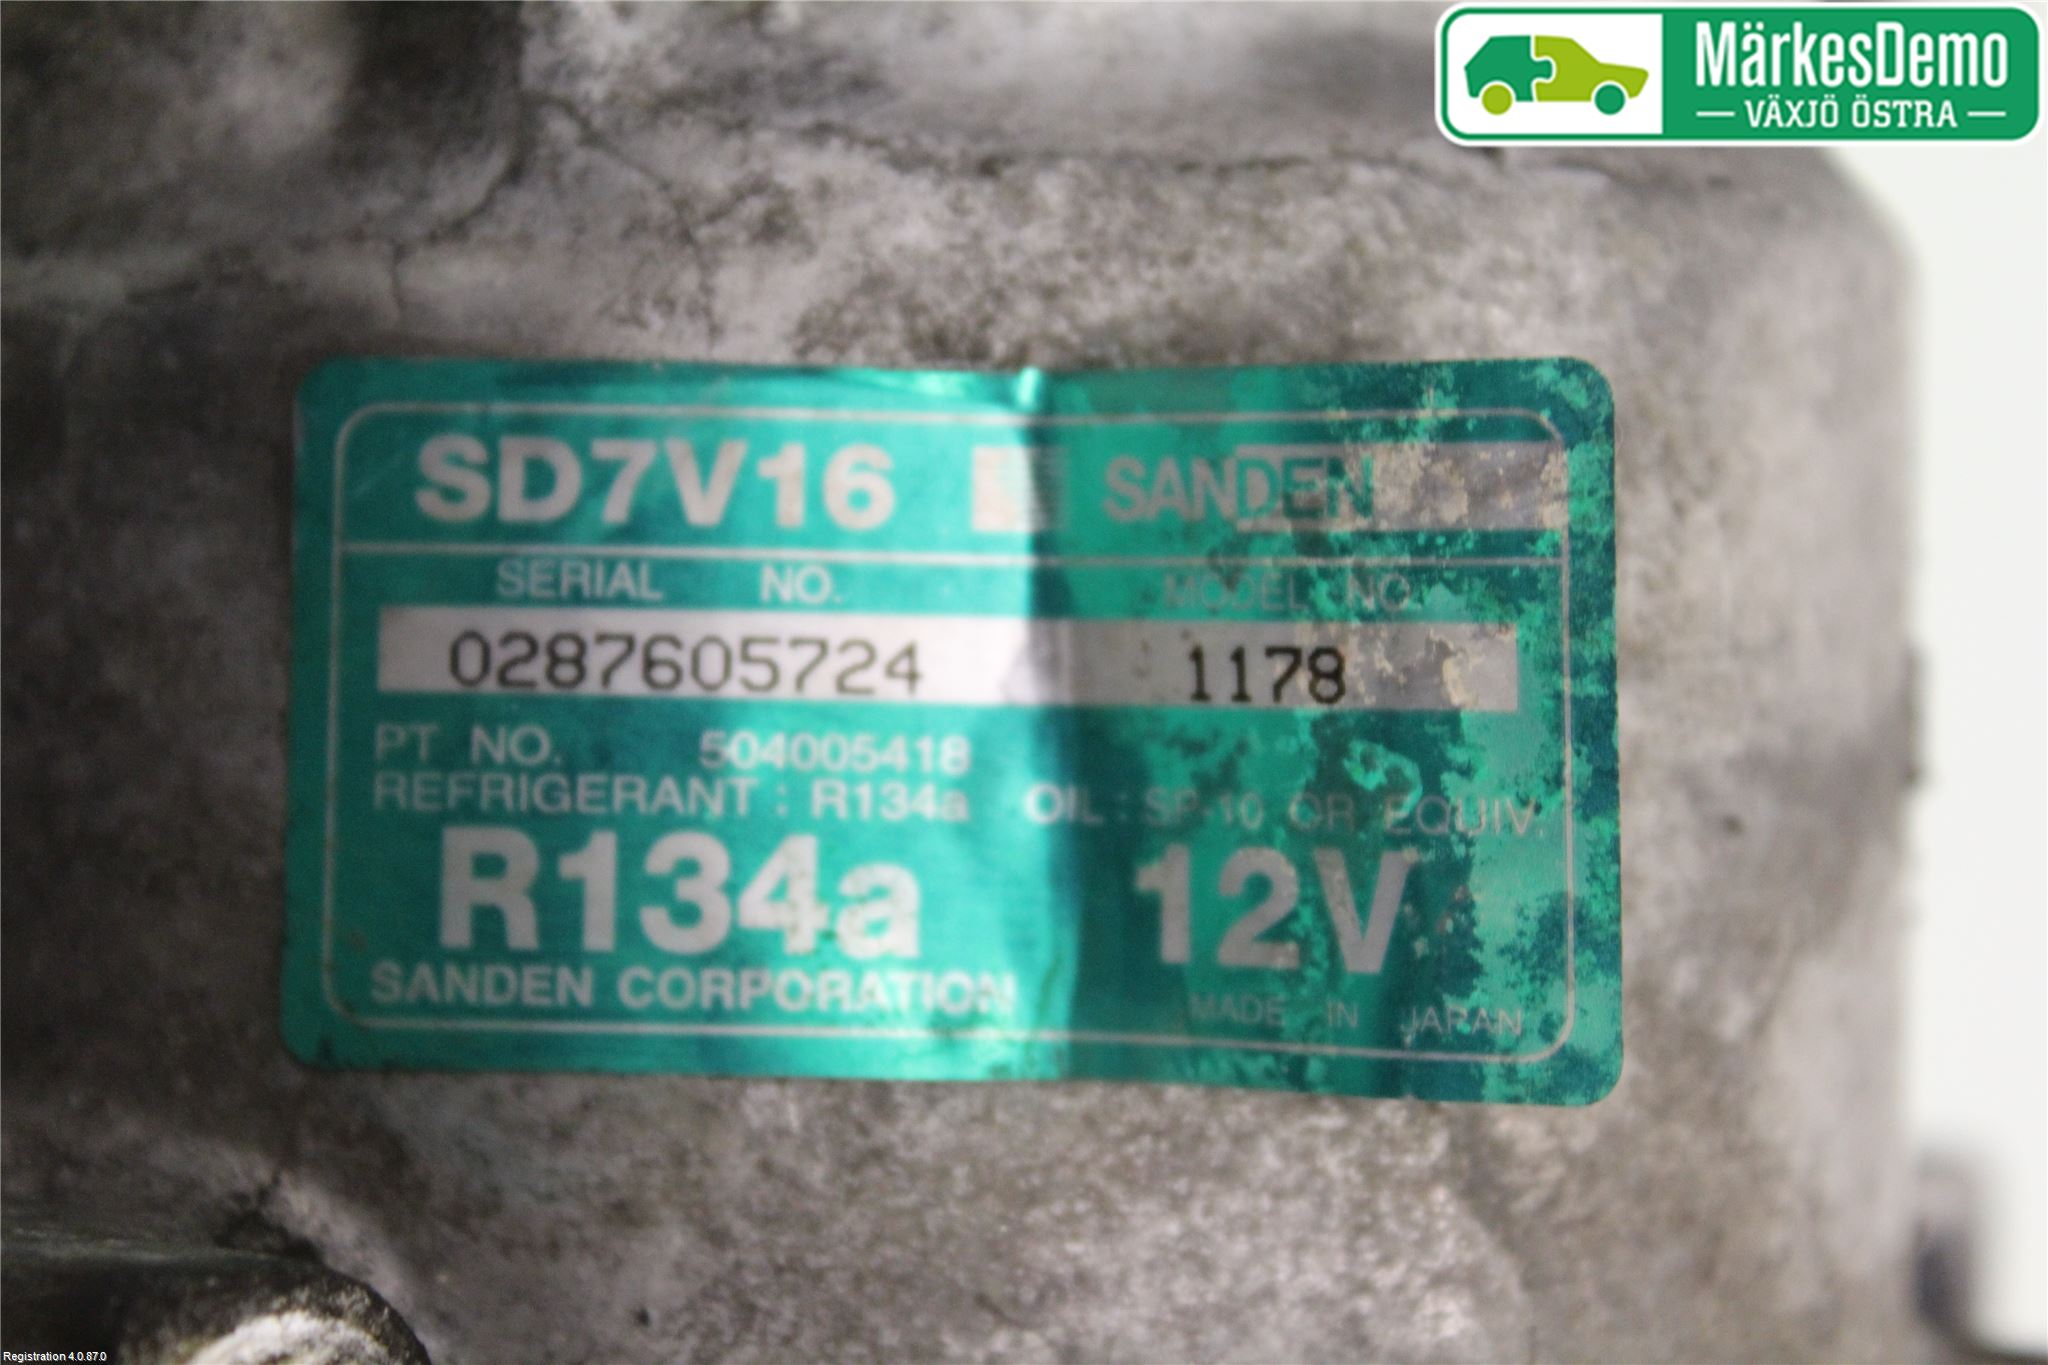 MärkesDemo
VÄXJÖ ÖSTRA
SD7V16 SANDEN
SERIAL NO. MODEL NO.
0287605724 1178
PT NO. 504005418
REFRIGERANT : R134a OIL : SP-10 OR EQUIV.
R134a 12V
SANDEN CORPORATION MADE IN JAPAN
Registration 4.0.87.0